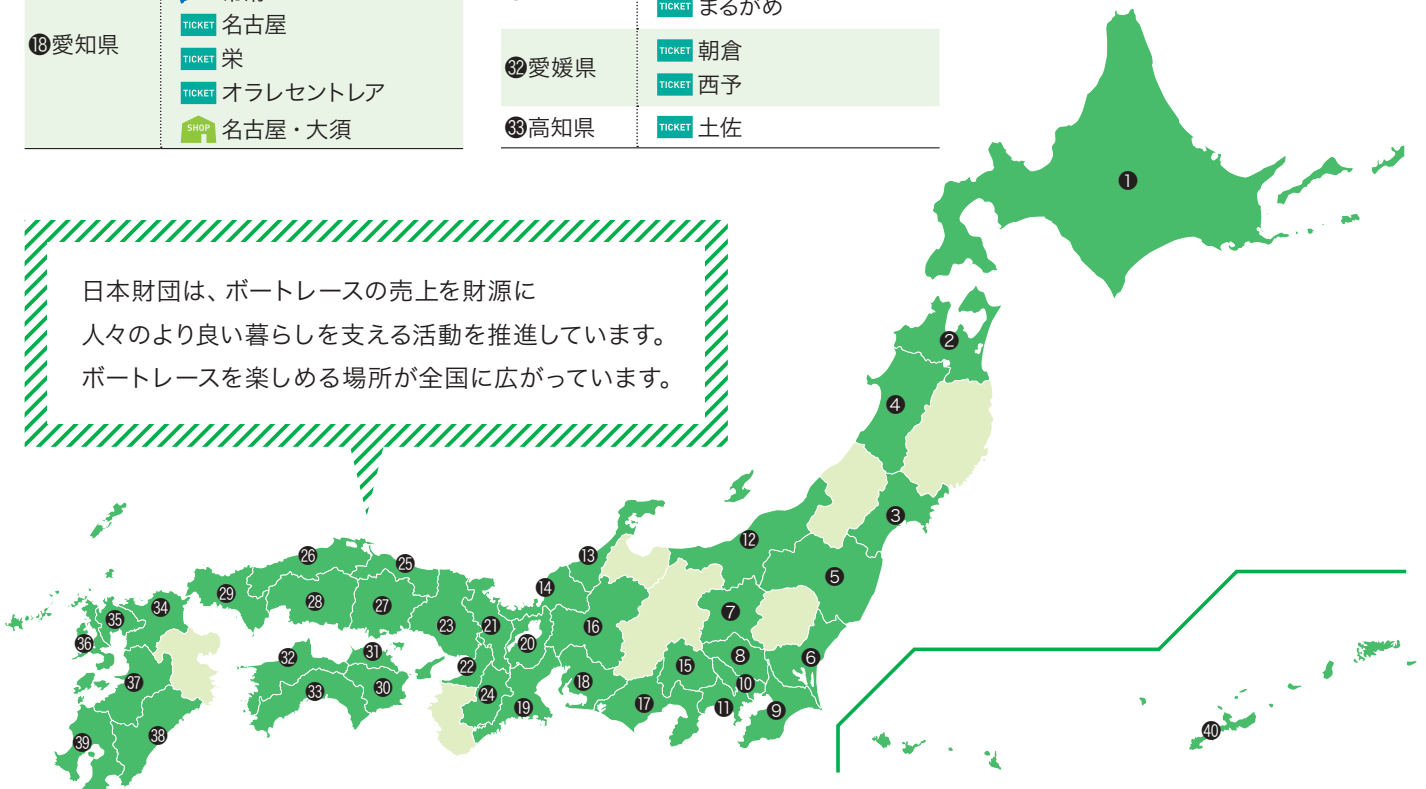 ⑱愛知県
TICKET 名古屋
TICKET 栄
TICKET オラレセントレア
SHOP 名古屋・大須
TICKET まるがめ
㉜愛媛県
TICKET 朝倉
TICKET 西予
㉝高知県
TICKET 土佐
日本財団は、ボートレースの売上を財源に
人々のより良い暮らしを支える活動を推進しています。
ボートレースを楽しめる場所が全国に広がっています。
①
②
④
③
⑫
⑬
㉖
㉕
⑤
⑭
㉙
㉘
㉗
㉞
⑦
㉟
㉓
㉑
⑯
㊱
⑳
㉛
㉜
⑧
⑥
㉒
⑮
㊲
⑱
⑩
㉚
㉝
㉔
⑰
⑲
⑪
⑨
㊳
㊴
㊵